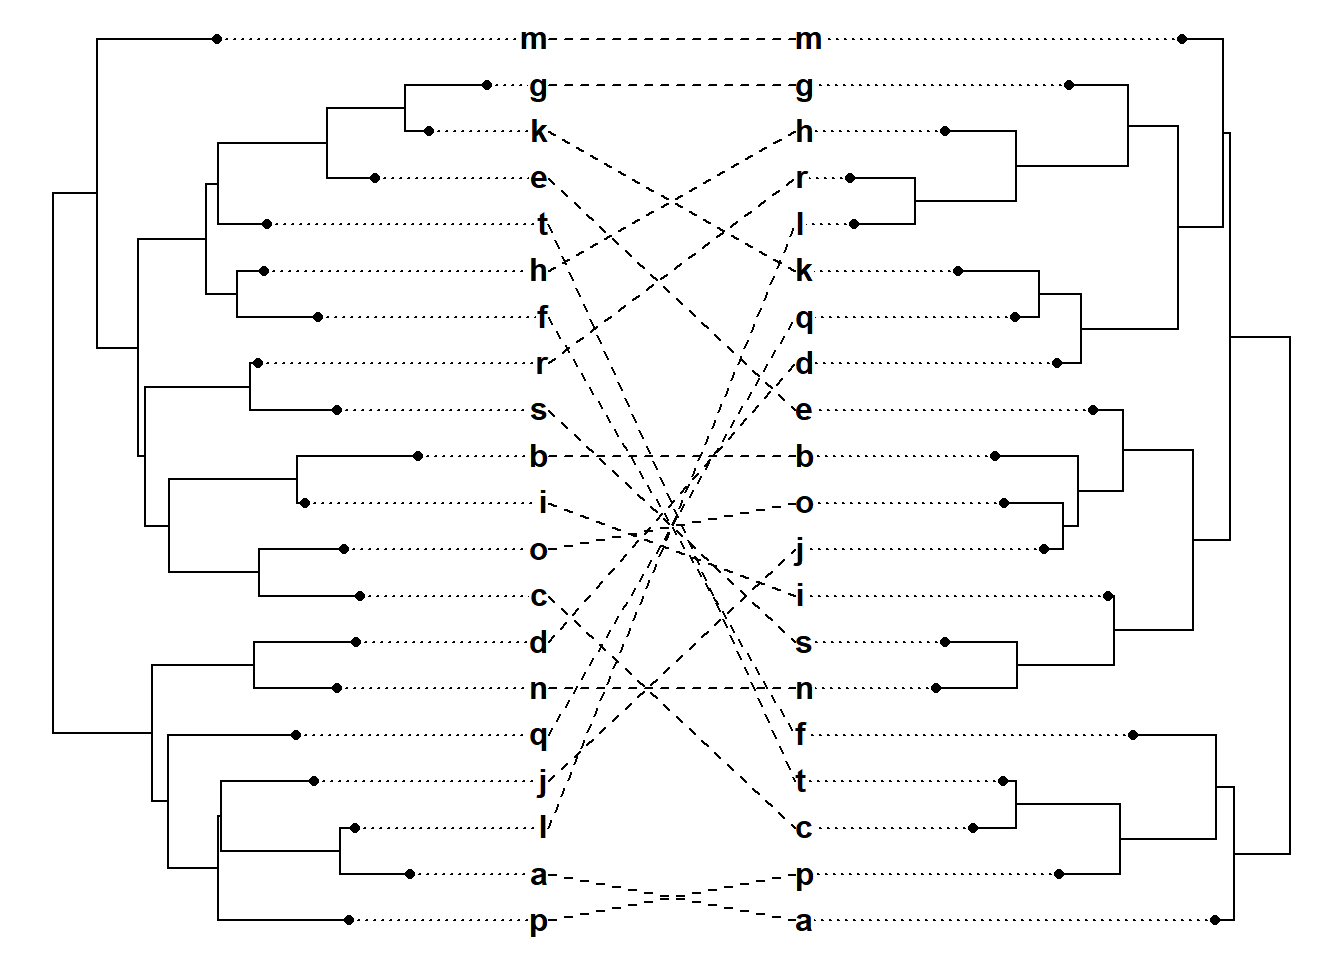 m m
g g
k h
e r
t l
h k
f q
r d
s e
b b
i o
o j
c i
d s
n n
q f
j t
l c
a p
p a